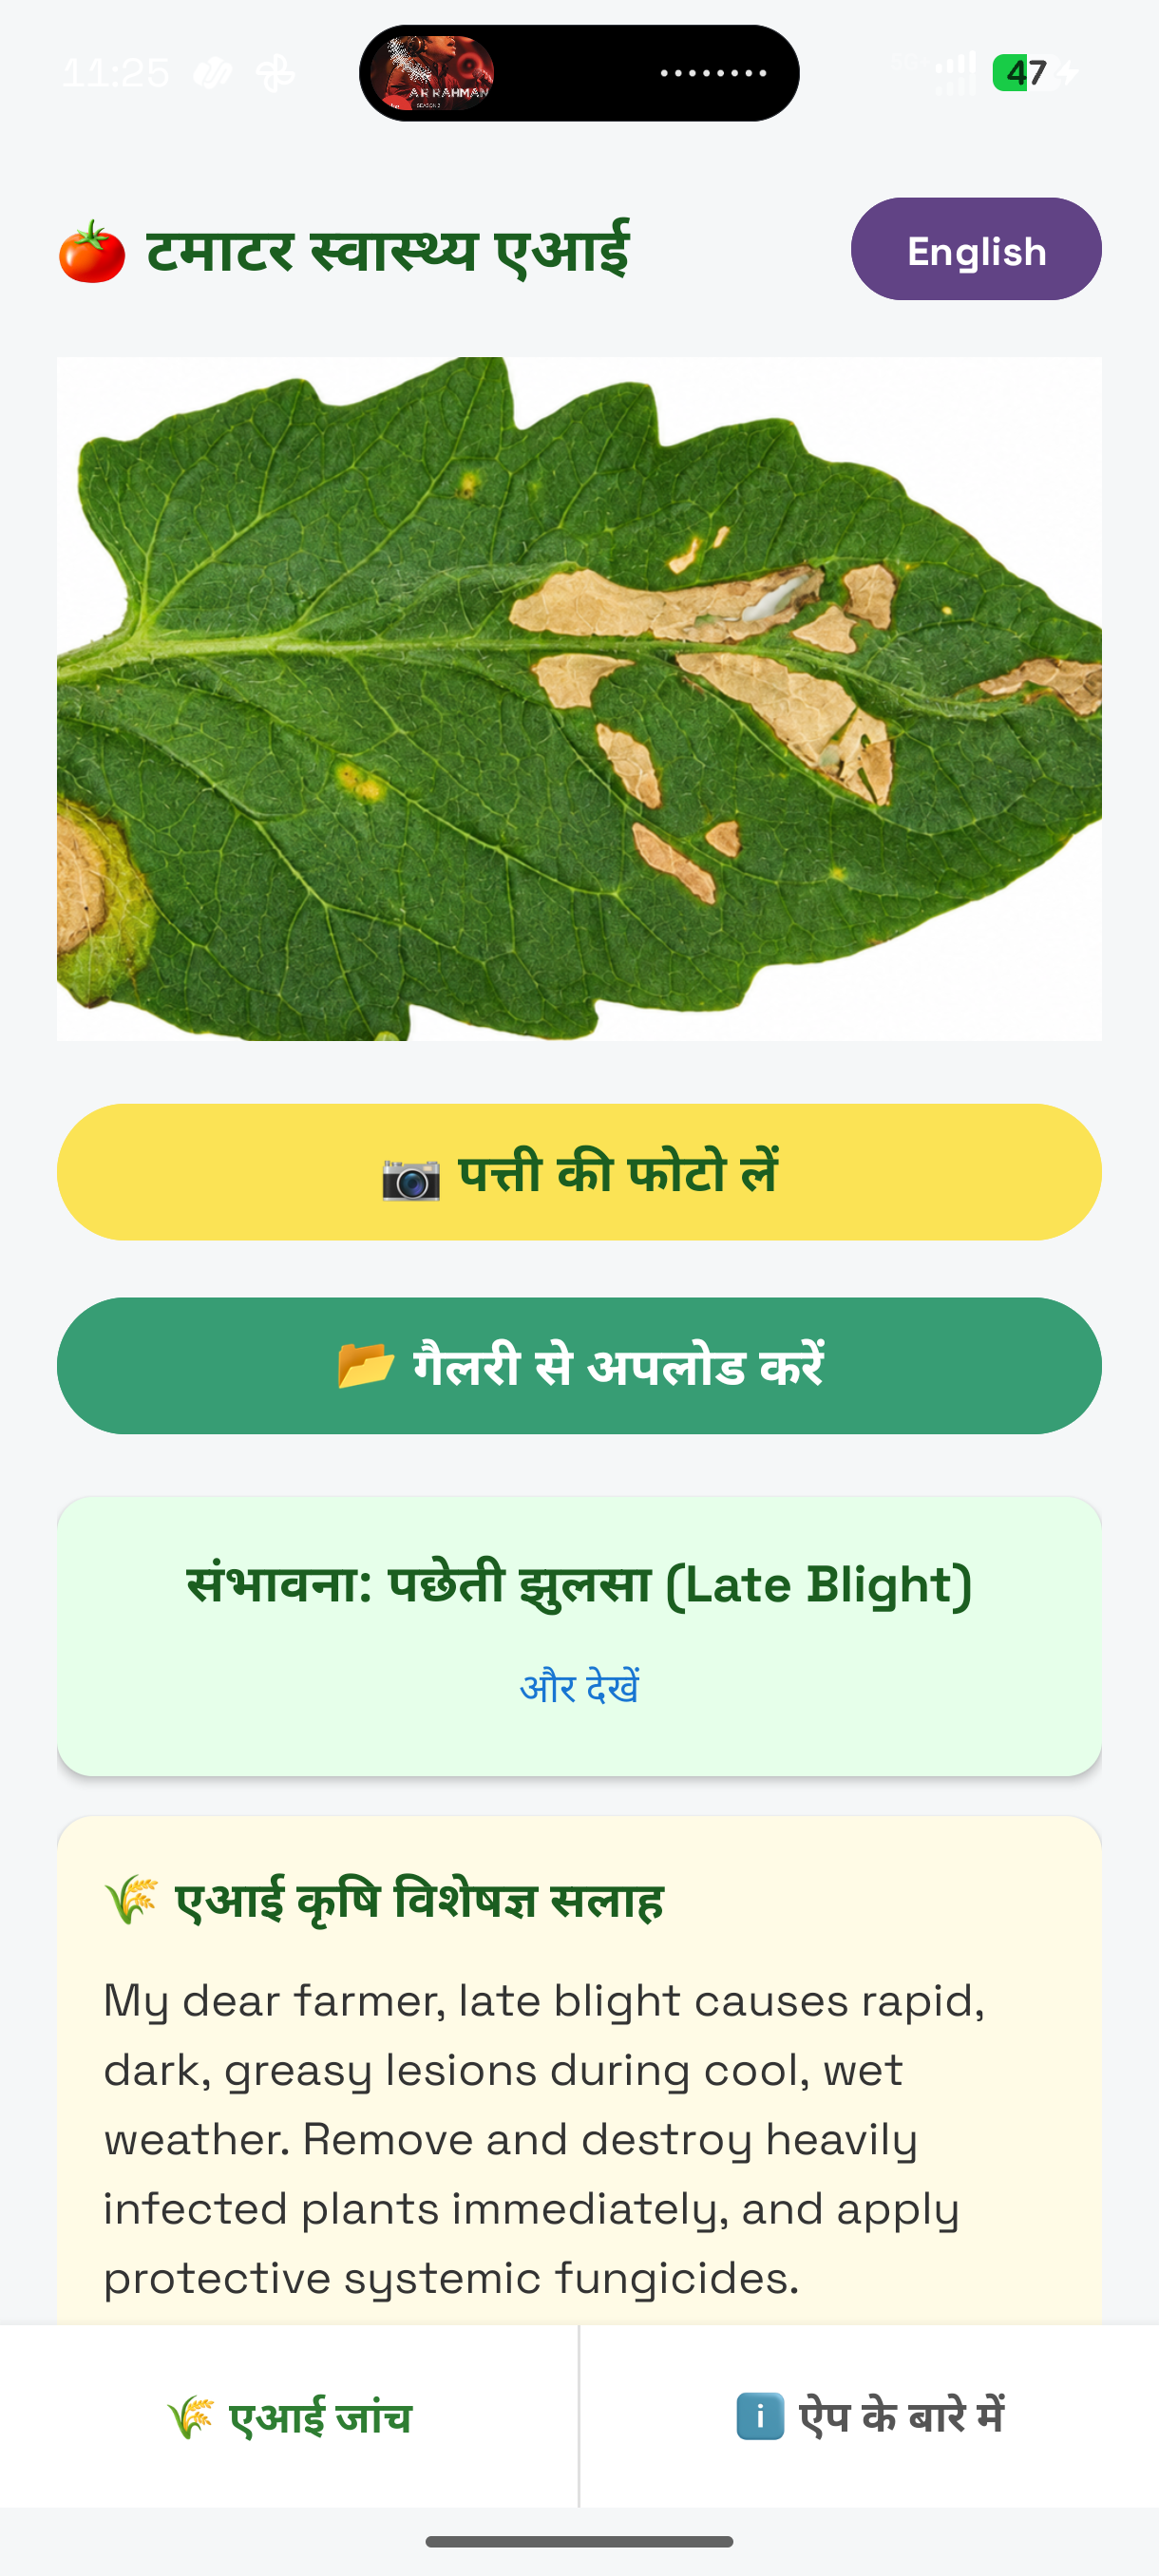 11:25
AR RAHMAN
SEASON 2
47
🍅 टमाटर स्वास्थ्य एआई
English
📷 पत्ती की फोटो लें
📂 गैलरी से अपलोड करें
संभावना: पछेती झुलसा (Late Blight)
और देखें
🌾 एआई कृषि विशेषज्ञ सलाह
My dear farmer, late blight causes rapid,
dark, greasy lesions during cool, wet
weather. Remove and destroy heavily
infected plants immediately, and apply
protective systemic fungicides.
🌾 एआई जांच
ℹ️ ऐप के बारे में